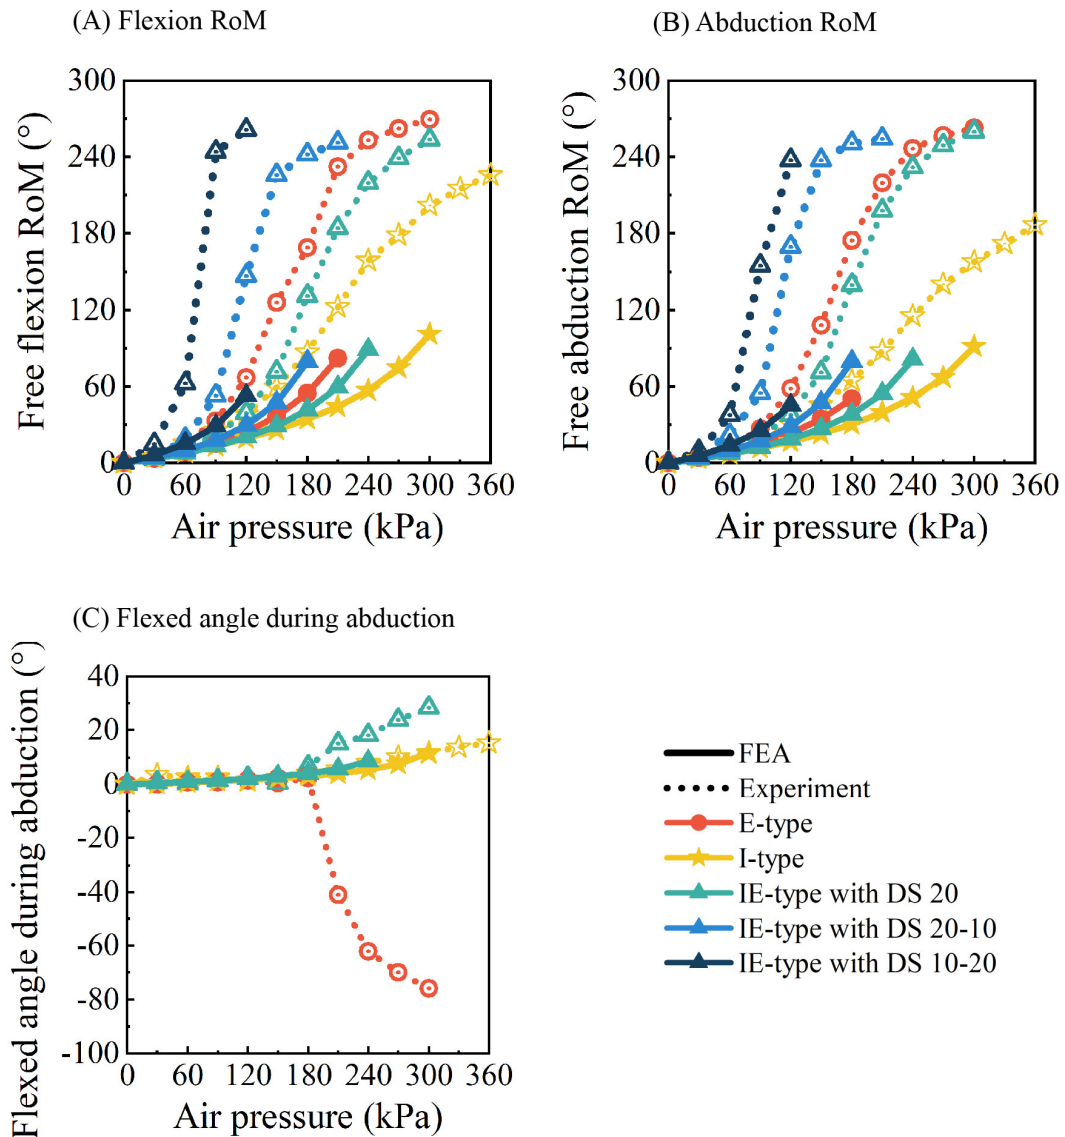 (A) Flexion RoM
300
240
180
120
60
0
Free flexion RoM (°)
0 60 120 180 240 300 360
Air pressure (kPa)
(B) Abduction RoM
300
240
180
120
60
0
Free abduction RoM (°)
0 60 120 180 240 300 360
Air pressure (kPa)
(C) Flexed angle during abduction
40
20
0
-20
-40
-60
-80
-100
Flexed angle during abduction (°)
0 60 120 180 240 300 360
Air pressure (kPa)
FEA
Experiment
E-type
I-type
IE-type with DS 20
IE-type with DS 20-10
IE-type with DS 10-20